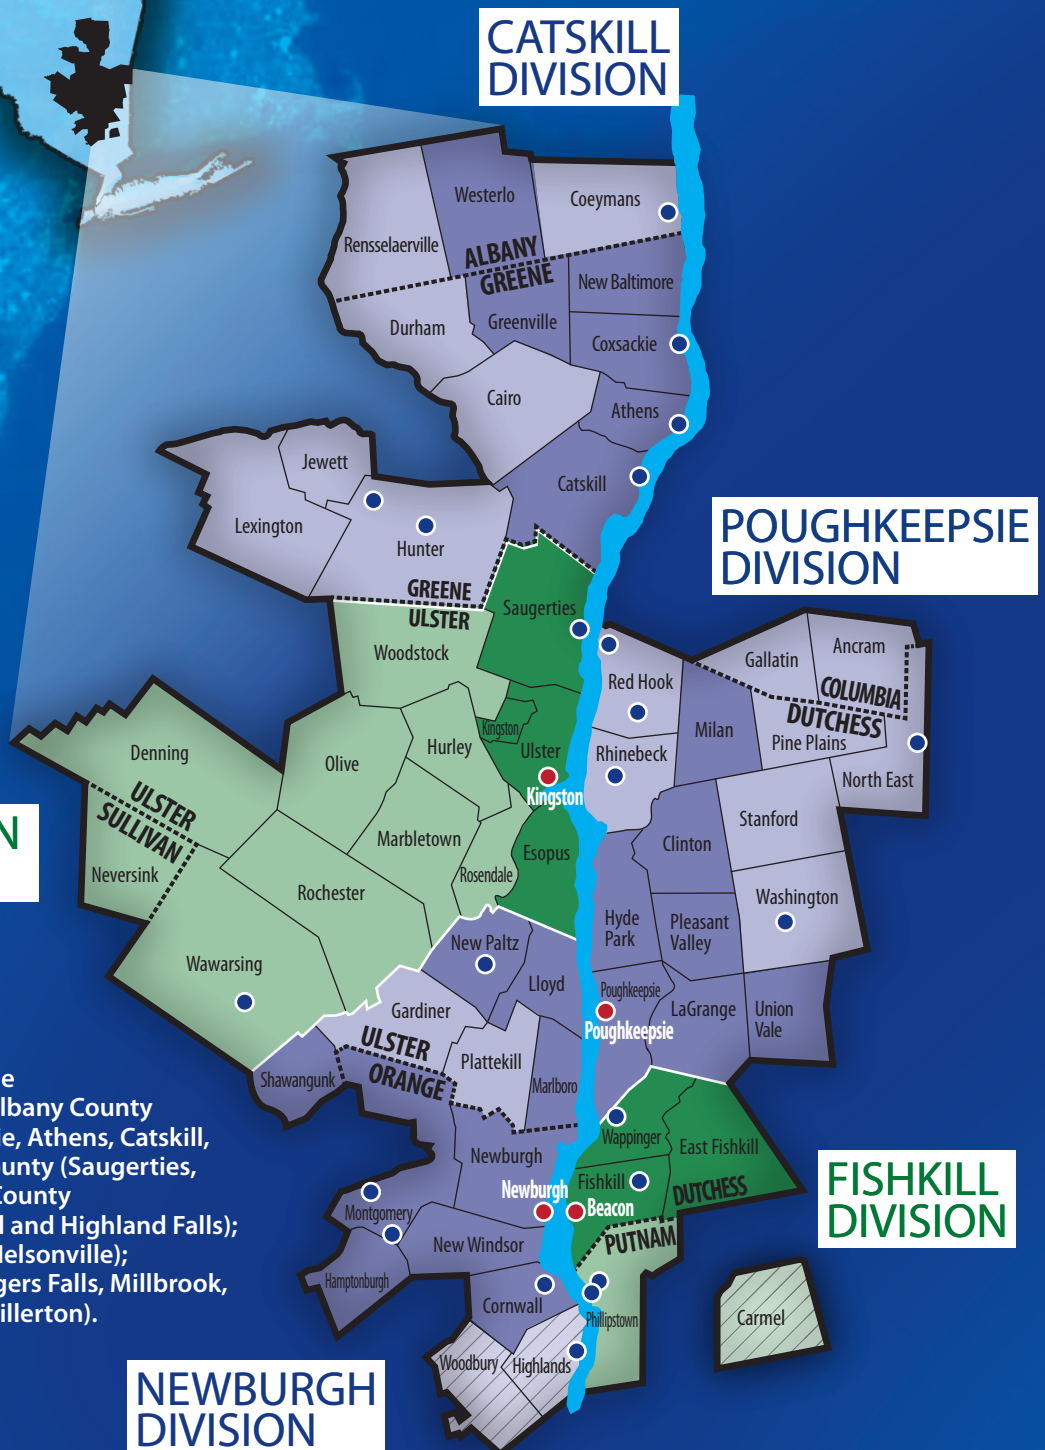 CATSKILL
DIVISION
Westerlo
Coeymans
Rensselaerville
ALBANY
GREENE
New Baltimore
Durham
Greenville
Coxsackie
Cairo
Athens
Jewett
Catskill
Lexington
Hunter
POUGHKEEPSIE
DIVISION
GREENE
ULSTER
Saugerties
Woodstock
Ancram
Gallatin
Red Hook
COLUMBIA
DUTCHESS
Milan
Kingston
Pine Plains
Denning
Olive
Hurley
Ulster
Rhinebeck
North East
Kingston
ULSTER
SULLIVAN
N
Stanford
Marbletown
Clinton
Esopus
Neversink
Rochester
Rosendale
Washington
Hyde
Park
Pleasant
Valley
New Paltz
Wawarsing
Lloyd
Poughkeepsie
Gardiner
LaGrange
Union
Vale
Poughkeepsie
ULSTER
ORANGE
Plattekill
Shawangunk
Marlboro
e
lbany County
ie, Athens, Catskill,
ounty (Saugerties,
County
l and Highland Falls);
Nelsonville);
gers Falls, Millbrook,
illerton).
Wappinger
East Fishkill
Newburgh
Fishkill
DUTCHESS
Newburgh
Beacon
FISHKILL
DIVISION
Montgomery
PUTNAM
New Windsor
Hamptonburgh
Cornwall
Phillipstown
Carmel
Woodbury
Highlands
NEWBURGH
DIVISION